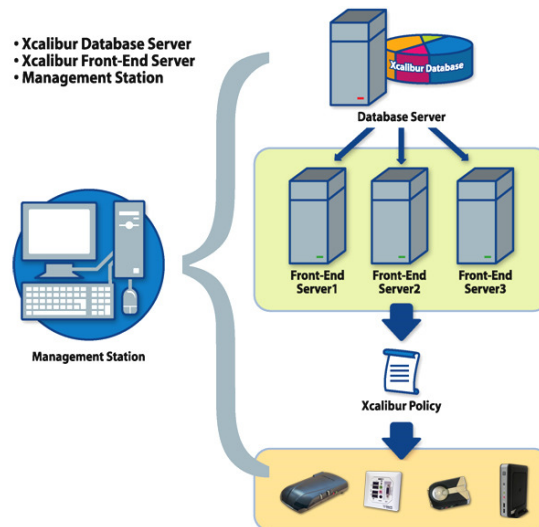 • Xcalibur Database Server
• Xcalibur Front-End Server
• Management Station
Xcalibur Database
Database Server
Front-End
Server1
Front-End
Server2
Front-End
Server3
Management Station
Xcalibur Policy